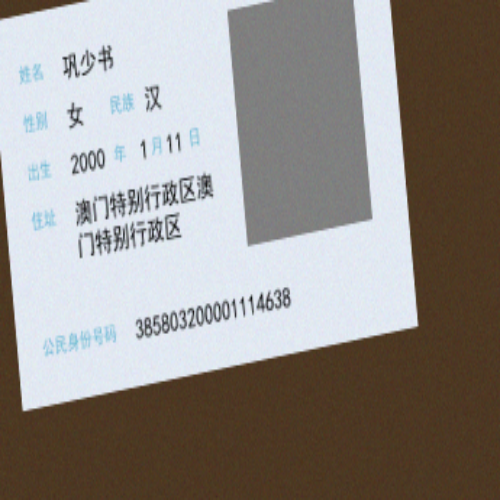 姓名 巩少书
性别 女 民族 汉
出生 2000 年 1 月 11 日
住址 澳门特别行政区澳
门特别行政区
公民身份号码 385803200001114638